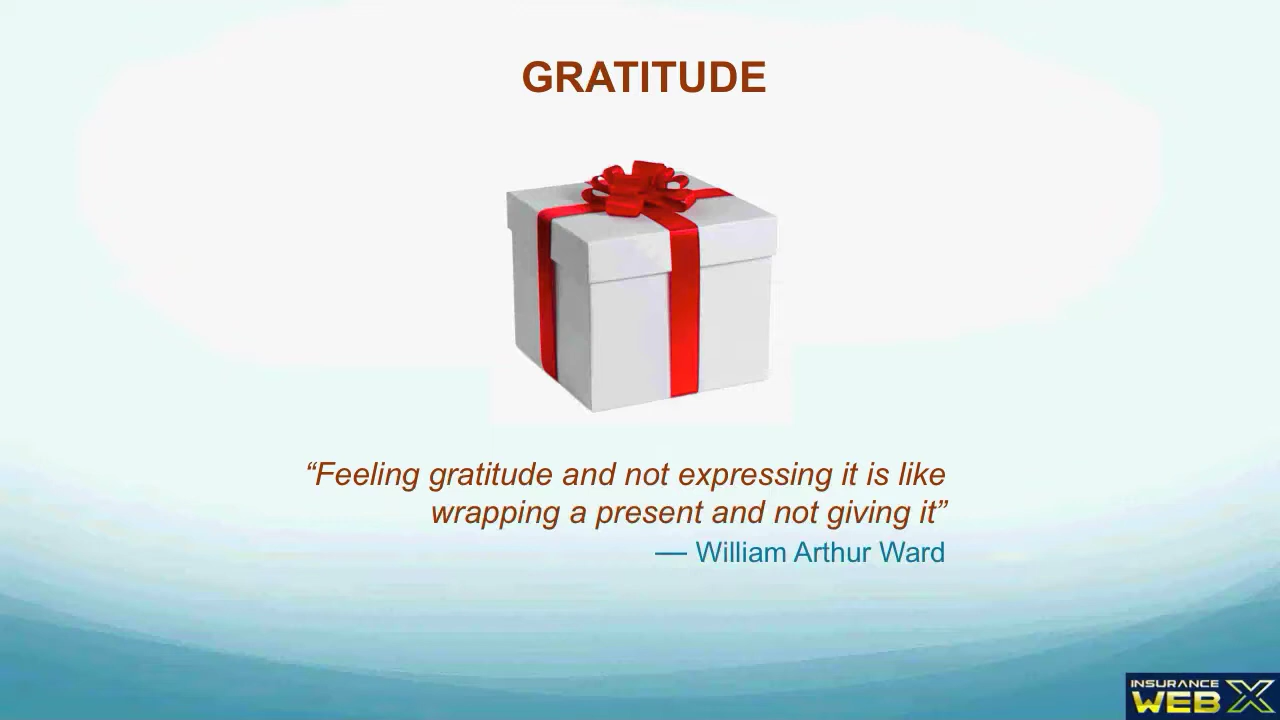 GRATITUDE
“Feeling gratitude and not expressing it is like
wrapping a present and not giving it”
— William Arthur Ward
INSURANCE
WEB X